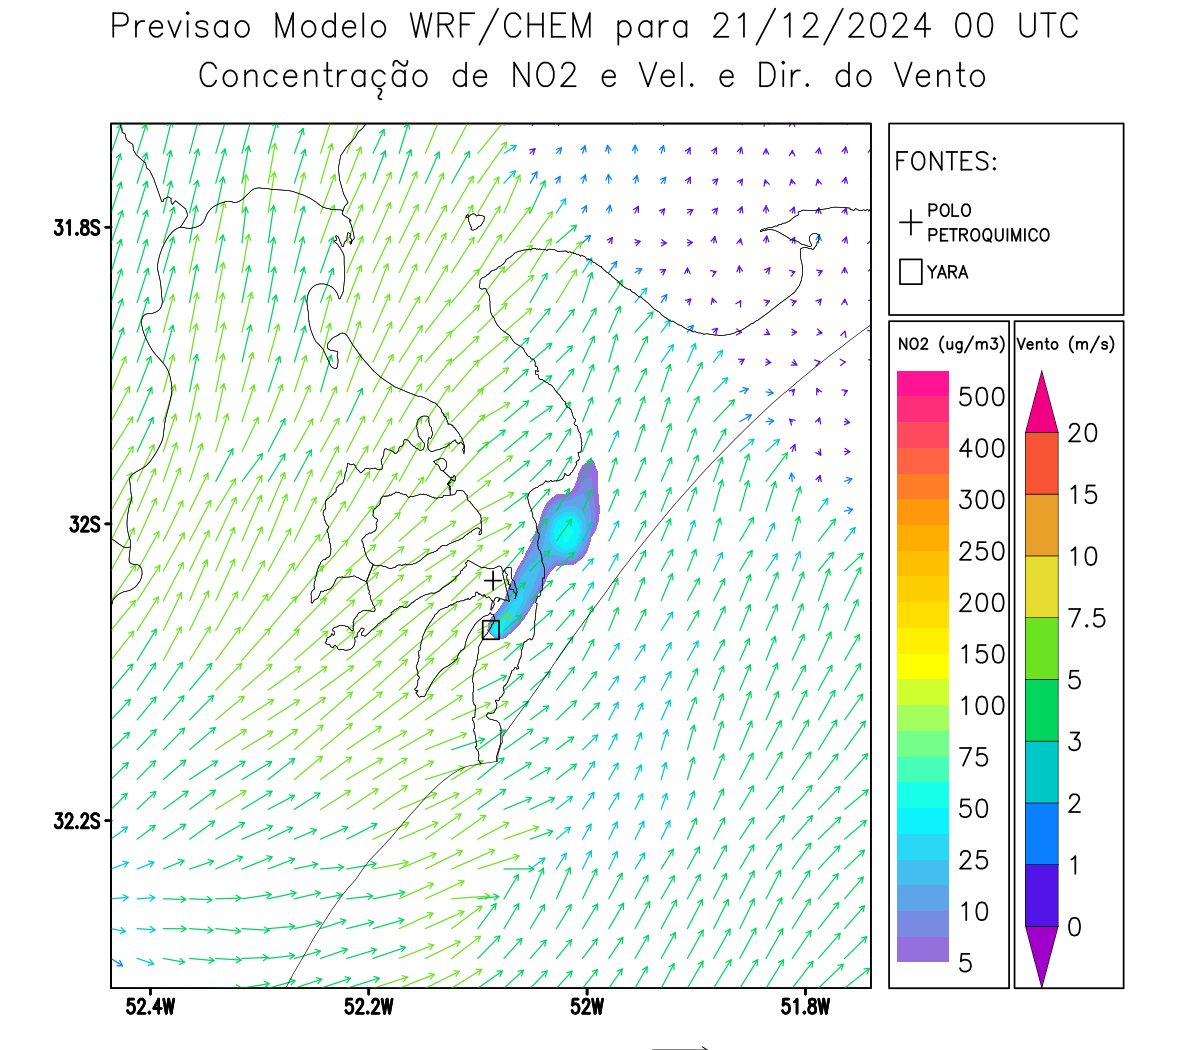 Previsao Modelo WRF/CHEM para 21/12/2024 00 UTC
Concentração de NO2 e Vel. e Dir. do Vento
FONTES:
POLO
PETROQUIMICO
YARA
NO2 (ug/m3)
500
400
300
250
200
150
100
75
50
25
10
5
Vento (m/s)
20
15
10
7.5
5
3
2
1
0
31.8S
32S
32.2S
52.4W
52.2W
52W
51.8W